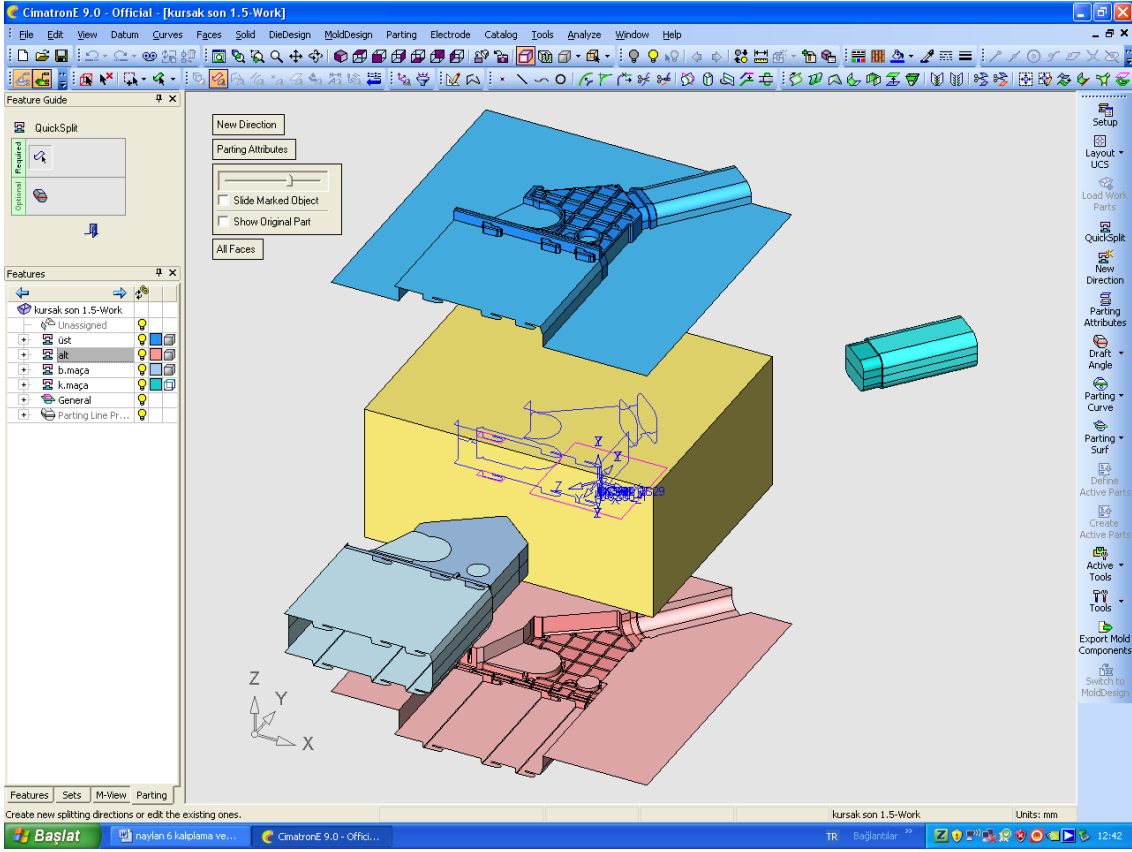 CimatronE 9.0 - Official - [kursak son 1.5-Work]
File Edit View Datum Curves Faces Solid DieDesign MoldDesign Parting Electrode Catalog Tools Analyze Window Help
Feature Guide
QuickSplit
Required
Optional
New Direction
Parting Attributes
Slide Marked Object
Show Original Part
All Faces
Features
kursak son 1.5-Work
Unassigned
üst
alt
b.maça
k.maça
General
Parting Line Pr...
Z
Y
X
Y
Y
Z
Y
Setup
Layout
UCS
Load Work
Parts
QuickSplit
New
Direction
Parting
Attributes
Draft
Angle
Parting
Curve
Parting
Surf
Define
Active Parts
Create
Active Parts
Active
Tools
Tools
Export Mold
Components
Switch to
MoldDesign
Features Sets M-View Parting
Create new splitting directions or edit the existing ones.
kursak son 1.5-Work Units: mm
Başlat naylan 6 kalıplama ve... CimatronE 9.0 - Offici... TR Bağlantılar » 12:42